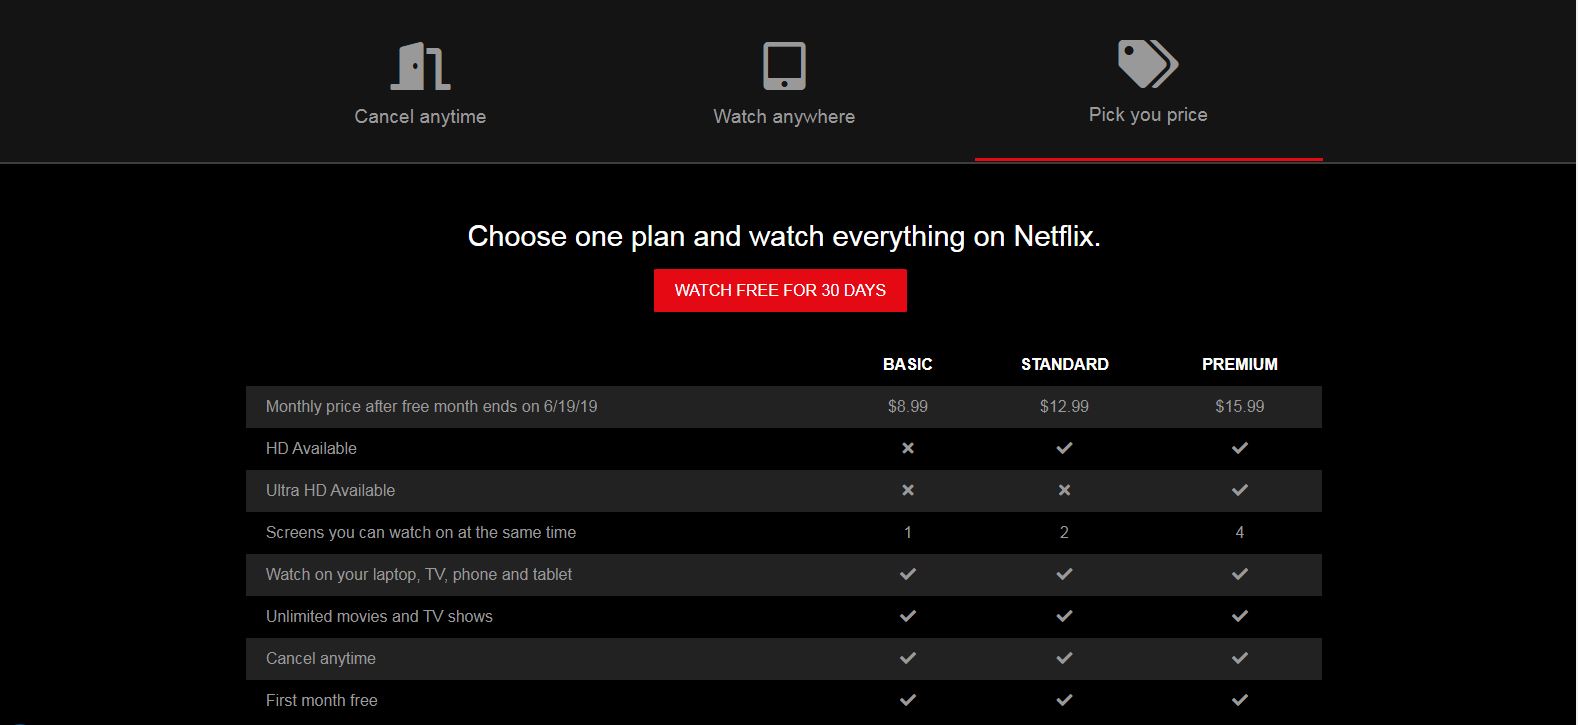 Cancel anytime
Watch anywhere
Pick you price
Choose one plan and watch everything on Netflix.
WATCH FREE FOR 30 DAYS
BASIC STANDARD PREMIUM
Monthly price after free month ends on 6/19/19 $8.99 $12.99 $15.99
HD Available
Ultra HD Available
Screens you can watch on at the same time 1 2 4
Watch on your laptop, TV, phone and tablet
Unlimited movies and TV shows
Cancel anytime
First month free